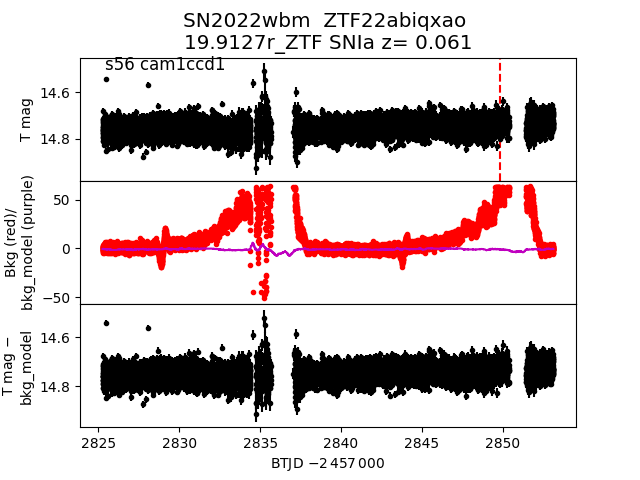 SN2022wbm ZTF22abiqxao
19.9127r_ZTF SNIa z= 0.061
s56 cam1ccd1
14.6
14.8
T mag
50
0
−50
Bkg (red)/
bkg_model (purple)
14.6
14.8
T mag −
bkg_model
2825 2830 2835 2840 2845 2850
BTJD −2 457 000